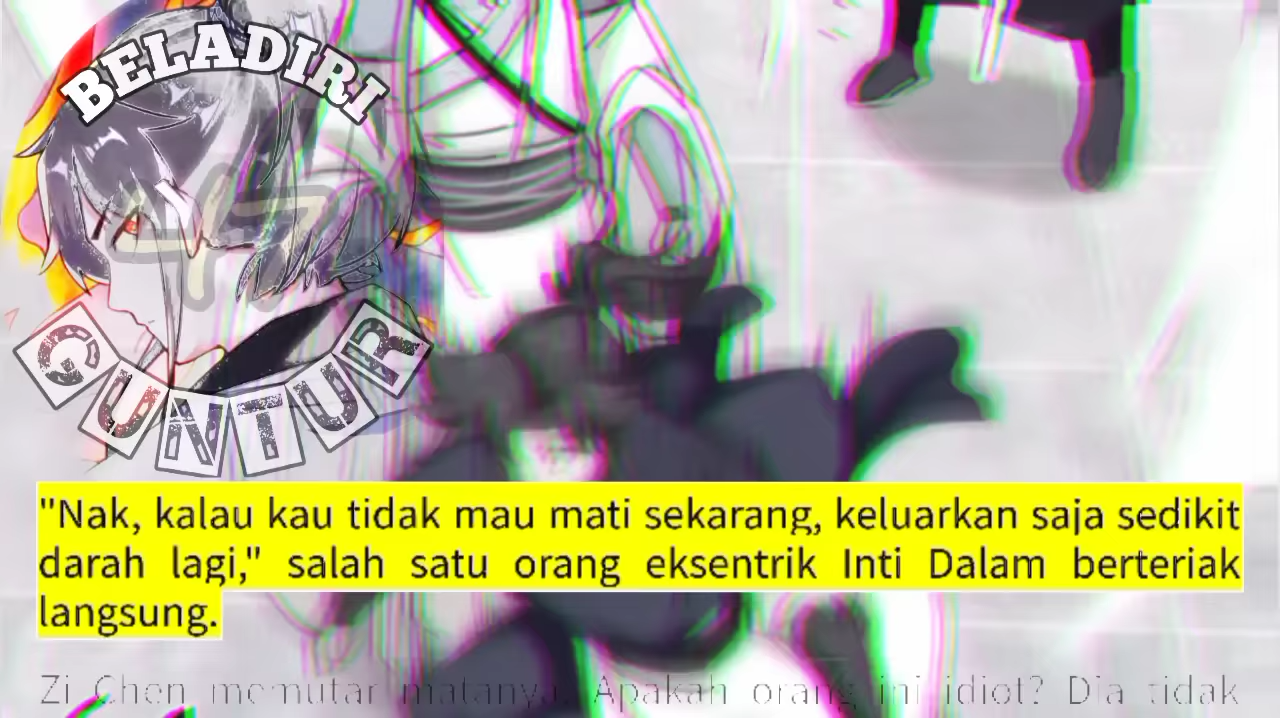 BELADIRI
47
GUNTUR
"Nak, kalau kau tidak mau mati sekarang, keluarkan saja sedikit
darah lagi," salah satu orang eksentrik Inti Dalam berteriak
langsung.
Zi Chen memutar matanya. Apakah orang ini idiot? Dia tidak